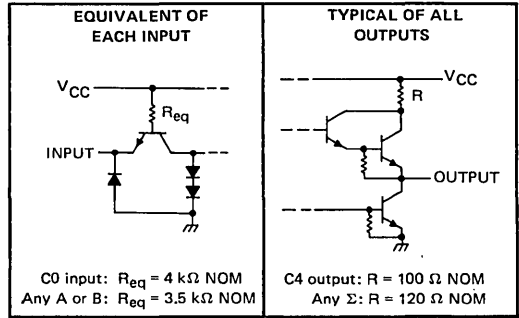 EQUIVALENT OF
EACH INPUT
VCC
Req
INPUT
C0 input: Req = 4 kΩ NOM
Any A or B: Req = 3.5 kΩ NOM
TYPICAL OF ALL
OUTPUTS
VCC
R
OUTPUT
C4 output: R = 100 Ω NOM
Any Σ: R = 120 Ω NOM